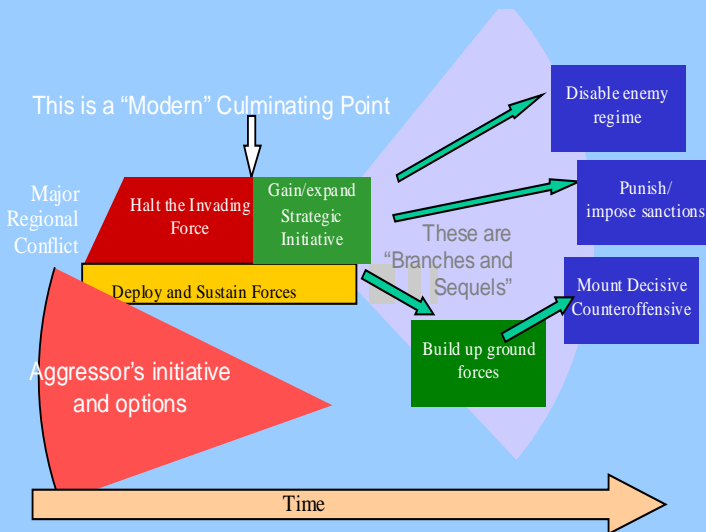 This is a “Modern” Culminating Point
Disable enemy
regime
Major
Regional
Conflict
Halt the Invading
Force
Gain/expand
Strategic
Initiative
Punish/
impose sanctions
These are
“Branches and
Sequels”
Deploy and Sustain Forces
Mount Decisive
Counteroffensive
Build up ground
forces
Aggressor’s initiative
and options
Time